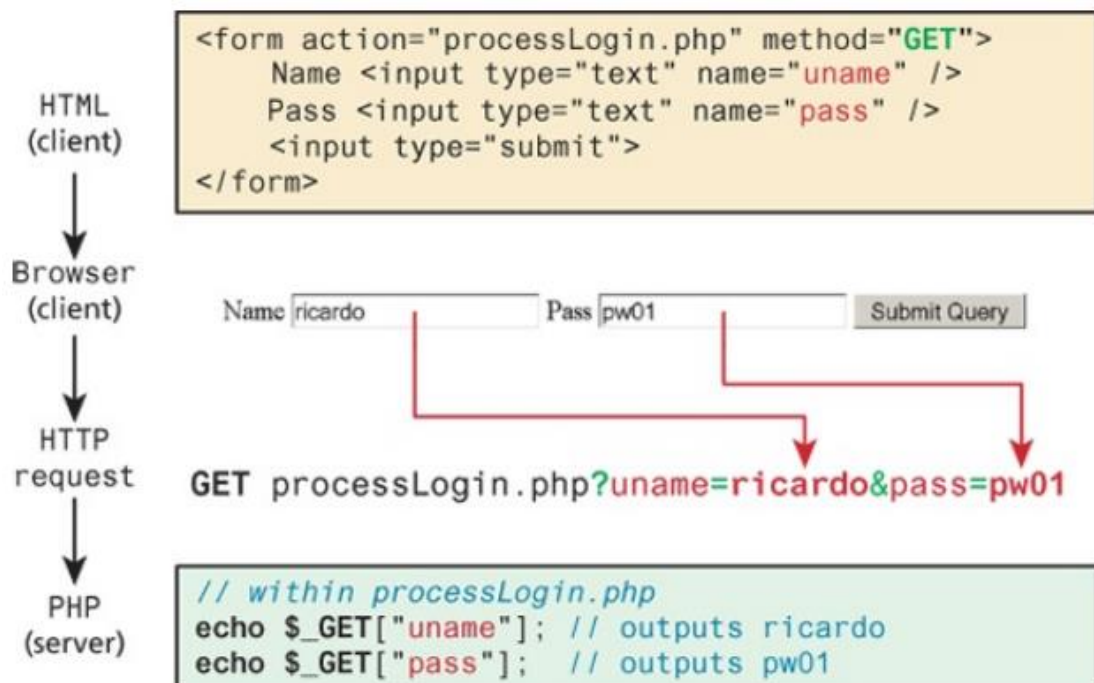 HTML
(client)
<form action="processLogin.php" method="GET">
Name <input type="text" name="uname" />
Pass <input type="text" name="pass" />
<input type="submit">
</form>
Browser
(client)
Name ricardo Pass pw01 Submit Query
HTTP
request
GET processLogin.php?uname=ricardo&pass=pw01
PHP
(server)
// within processLogin.php
echo $_GET["uname"]; // outputs ricardo
echo $_GET["pass"]; // outputs pw01